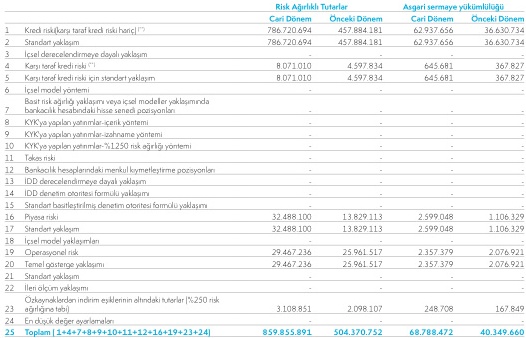 Risk Ağırlıklı Tutarlar Asgari sermaye yükümlülüğü
Cari Dönem Önceki Dönem Cari Dönem Önceki Dönem
1 Kredi riski(karşı taraf kredi riski hariç) (**) 786.720.694 457.884.181 62.937.656 36.630.734
2 Standart yaklaşım 786.720.694 457.884.181 62.937.656 36.630.734
3 İçsel derecelendirmeye dayalı yaklaşım - - - -
4 Karşı taraf kredi riski (**) 8.071.010 4.597.834 645.681 367.827
5 Karşı taraf kredi riski için standart yaklaşım 8.071.010 4.597.834 645.681 367.827
6 İçsel model yöntemi - - - -
Basit risk ağırlığı yaklaşımı veya içsel modeller yaklaşımında
7 bankacılık hesabındaki hisse senedi pozisyonları - - - -
8 KYK'ya yapılan yatırımlar-içerik yöntemi - - - -
9 KYK'ya yapılan yatırımlar-izahname yöntemi - - - -
10 KYK'ya yapılan yatırımlar-%1250 risk ağırlığı yöntemi - - - -
11 Takas riski - - - -
12 Bankacılık hesaplarındaki menkul kıymetleştirme pozisyonları - - - -
13 IDD derecelendirmeye dayalı yaklaşım - - - -
14 IDD denetim otoritesi formülü yaklaşımı - - - -
15 Standart basitleştirilmiş denetim otoritesi formülü yaklaşımı - - - -
16 Piyasa riski 32.488.100 13.829.113 2.599.048 1.106.329
17 Standart yaklaşım 32.488.100 13.829.113 2.599.048 1.106.329
18 İçsel model yaklaşımları - - - -
19 Operasyonel risk 29.467.236 25.961.517 2.357.379 2.076.921
20 Temel gösterge yaklaşımı 29.467.236 25.961.517 2.357.379 2.076.921
21 Standart yaklaşım - - - -
22 İleri ölçüm yaklaşımı - - - -
Özkaynaklardan indirim eşiklerinin altındaki tutarlar (%250 risk
23 ağırlığına tabi) 3.108.851 2.098.107 248.708 167.849
24 En düşük değer ayarlamaları - - - -
25 Toplam ( 1+4+7+8+9+10+11+12+16+19+23+24) 859.855.891 504.370.752 68.788.472 40.349.660